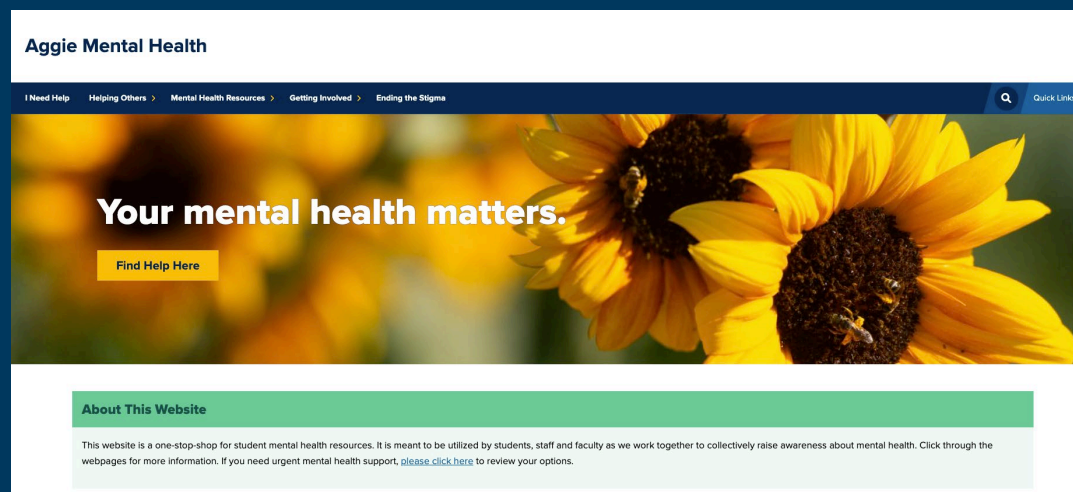 Aggie Mental Health
I Need Help Helping Others > Mental Health Resources > Getting Involved > Ending the Stigma Quick Links
Your mental health matters.
Find Help Here
About This Website
This website is a one-stop-shop for student mental health resources. It is meant to be utilized by students, staff and faculty as we work together to collectively raise awareness about mental health. Click through the
webpages for more information. If you need urgent mental health support, please click here to review your options.